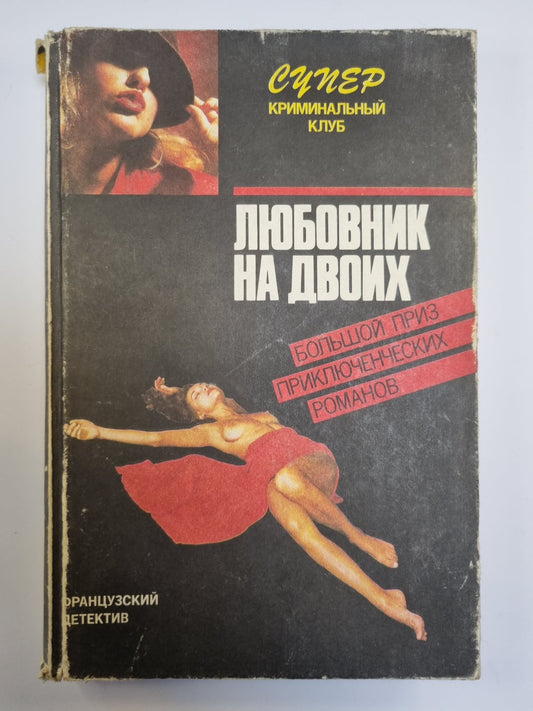 СУПЕР
КРИМИНАЛЬНЫЙ
КЛУБ
ЛЮБОВНИК
НА ДВОИХ
БОЛЬШОЙ ПРИЗ
ПРИКЛЮЧЕНЧЕСКИХ
РОМАНОВ
ФРАНЦУЗСКИЙ
ДЕТЕКТИВ